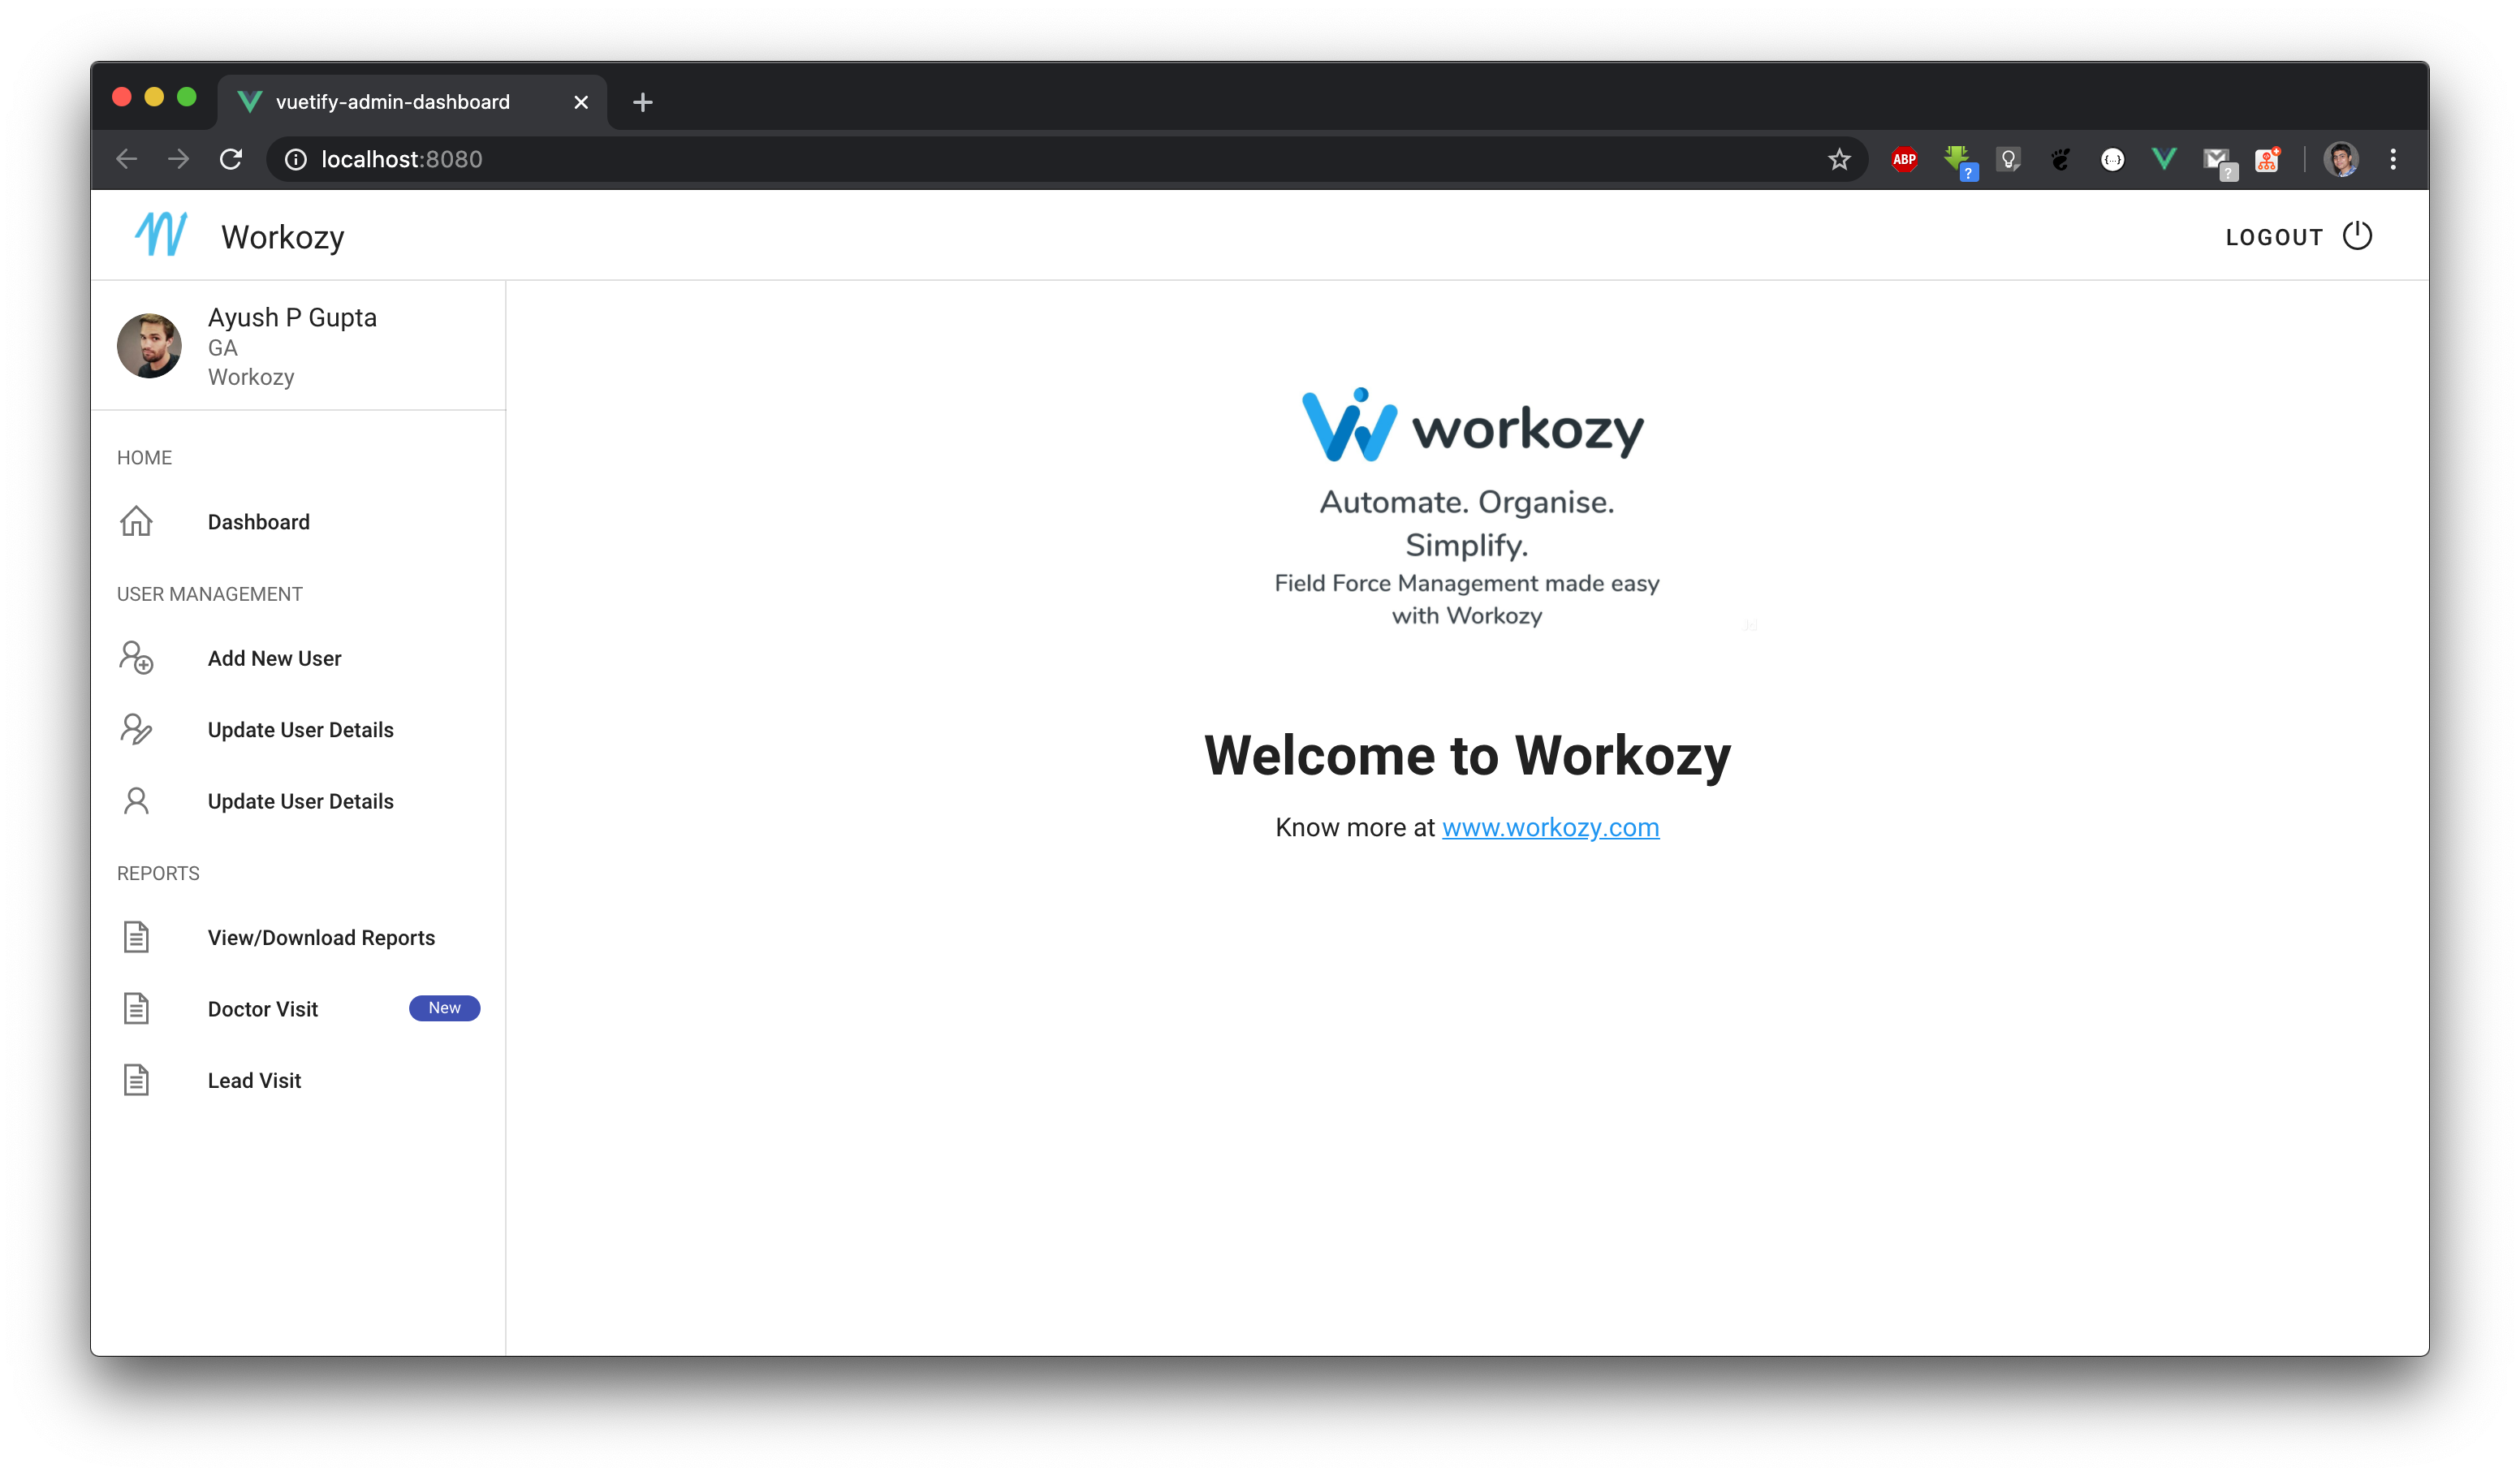 vuetify-admin-dashboard
localhost:8080
ABP
?
{...}
?
Workozy
LOGOUT
Ayush P Gupta
GA
Workozy
HOME
Dashboard
USER MANAGEMENT
Add New User
Update User Details
Update User Details
REPORTS
View/Download Reports
Doctor Visit
New
Lead Visit
workozy
Automate. Organise.
Simplify.
Field Force Management made easy
with Workozy
Welcome to Workozy
Know more at www.workozy.com